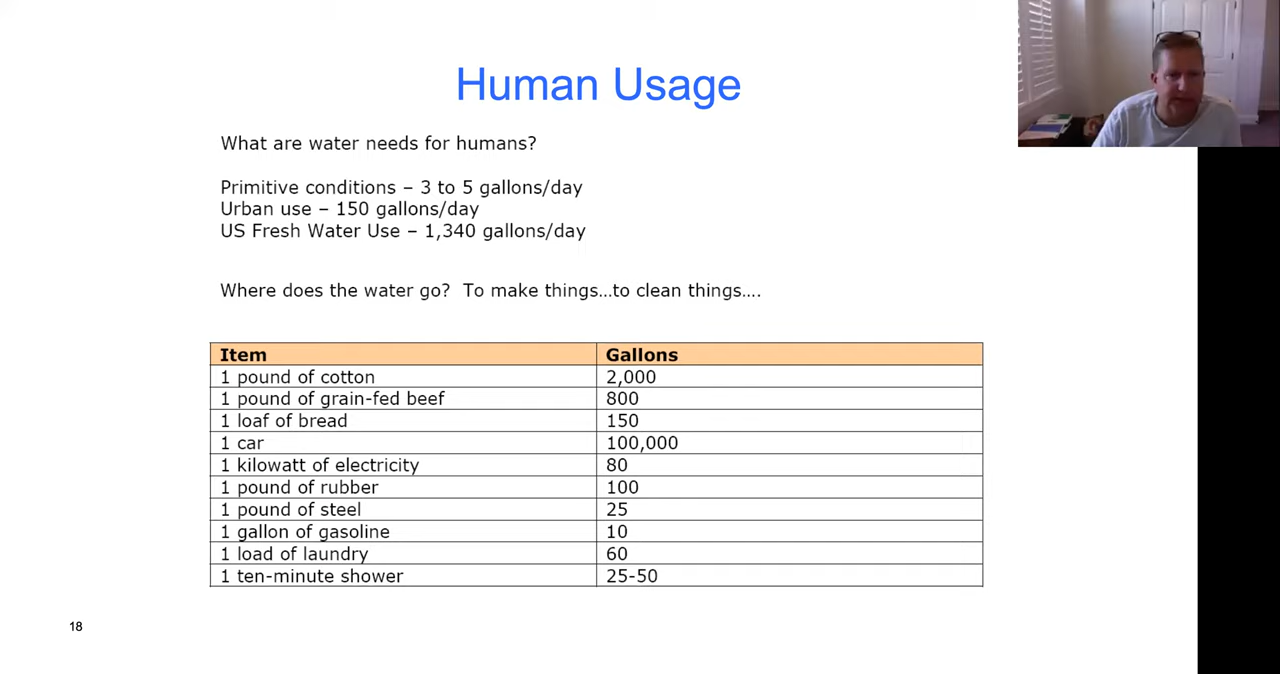 Human Usage
What are water needs for humans?
Primitive conditions – 3 to 5 gallons/day
Urban use – 150 gallons/day
US Fresh Water Use – 1,340 gallons/day
Where does the water go?  To make things…to clean things….
Item Gallons
1 pound of cotton 2,000
1 pound of grain-fed beef 800
1 loaf of bread 150
1 car 100,000
1 kilowatt of electricity 80
1 pound of rubber 100
1 pound of steel 25
1 gallon of gasoline 10
1 load of laundry 60
1 ten-minute shower 25-50
18